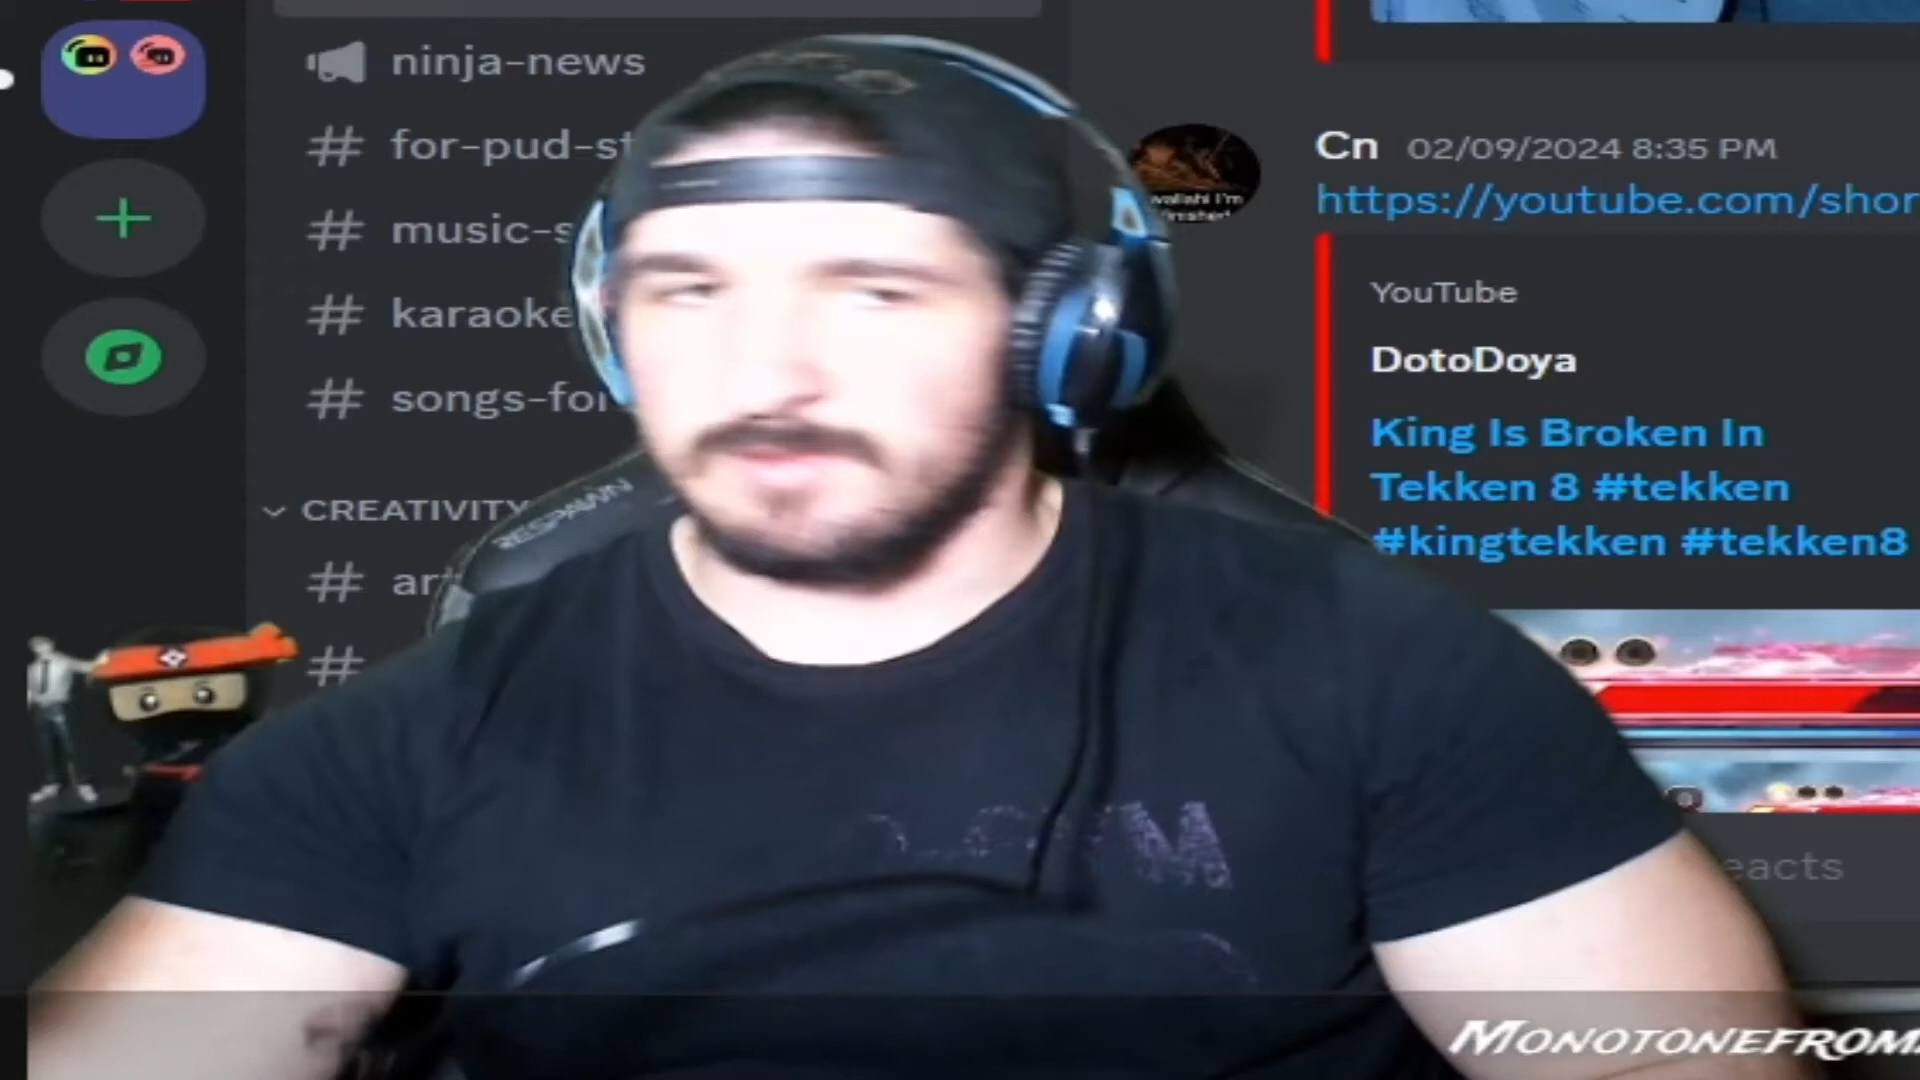 ninja-news
for-pud-st
music-s
karaoke
songs-for
CREATIVITY
ar
RESPAWN
Cn 02/09/2024 8:35 PM
https://youtube.com/shor
YouTube
DotoDoya
King Is Broken In
Tekken 8 #tekken
#kingtekken #tekken8
eacts
MONOTONEFROM